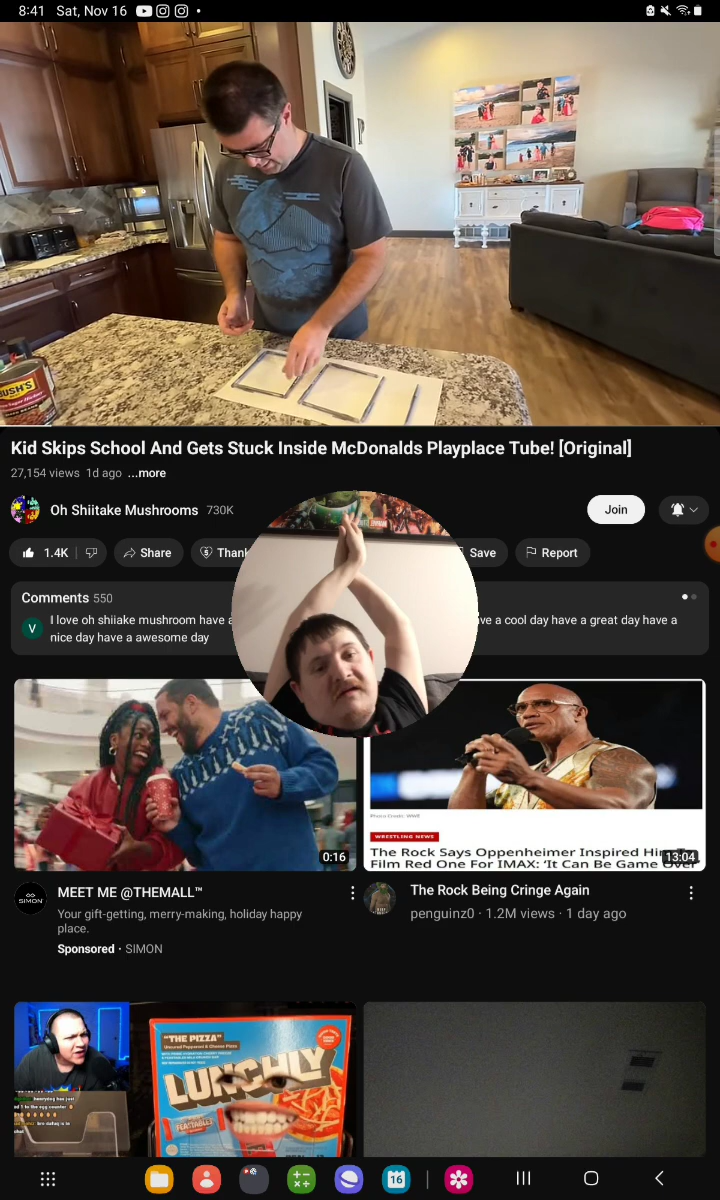 8:41 Sat, Nov 16
BUSH'S
Kid Skips School And Gets Stuck Inside McDonalds Playplace Tube! [Original]
27,154 views 1d ago ...more
Oh Shiitake Mushrooms 730K
Join
1.4K
Share
Than
Save
Report
Comments 550
V
I love oh shiiake mushroom have a
ve a cool day have a great day have a
nice day have a awesome day
0:16
WRESTLING NEWS
The Rock Says Oppenheimer Inspired Hi
Film Red One For IMAX: 'It Can Be Game Over'
13:04
SIMON
MEET ME @THEMALL™
Your gift-getting, merry-making, holiday happy
place.
Sponsored · SIMON
The Rock Being Cringe Again
penguinz0 · 1.2M views · 1 day ago
"THE PIZZA"
LUNCHLY
FEASTABLES
16